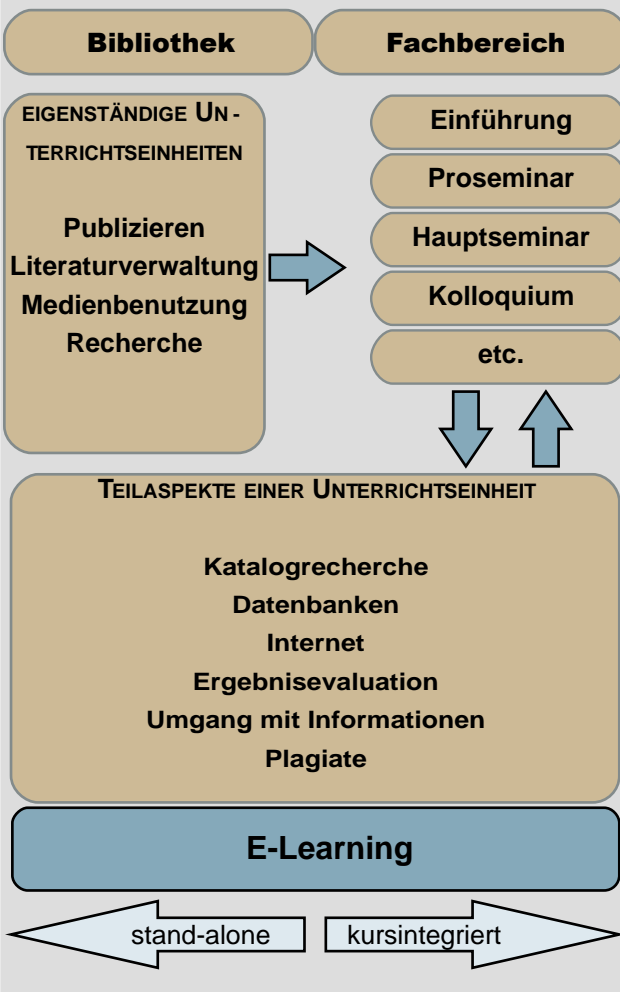 Bibliothek
Fachbereich
EIGENSTÄNDIGE UN-
TERRICHTSEINHEITEN
Publizieren
Literaturverwaltung
Medienbenutzung
Recherche
Einführung
Proseminar
Hauptseminar
Kolloquium
etc.
TEILASPEKTE EINER UNTERRICHTSEINHEIT
Katalogrecherche
Datenbanken
Internet
Ergebnisevaluation
Umgang mit Informationen
Plagiate
E-Learning
stand-alone
kursintegriert